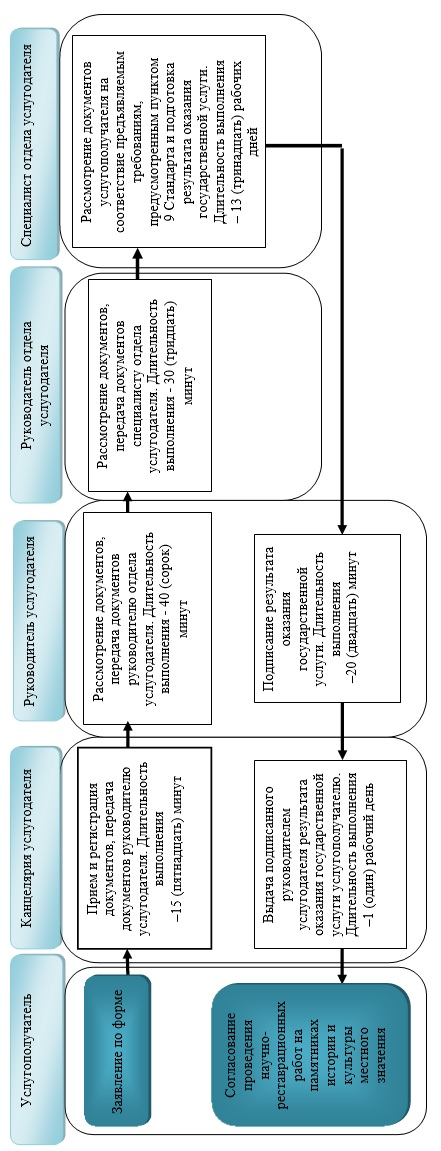 Услугополучатель
Канцелярия услугодателя
Руководитель услугодателя
Руководитель отдела
услугодателя
Специалист отдела услугодателя
Заявление по форме
Прием и регистрация
документов, передача
документов руководителю
услугодателя. Длительность
выполнения
–15 (пятнадцать) минут
Рассмотрение документов,
передача документов
руководителю отдела
услугодателя. Длительность
выполнения - 40 (сорок)
минут
Рассмотрение документов,
передача документов
специалисту отдела
услугодателя. Длительность
выполнения - 30 (тридцать)
минут
Рассмотрение документов
услугополучателя на
соответствие предъявляемым
требованиям,
предусмотренным пунктом
9 Стандарта и подготовка
результата оказания
государственной услуги.
Длительность выполнения
– 13 (тринадцать) рабочих
дней
Подписание результата
оказания
государственной
услуги. Длительность
выполнения
–20 (двадцать) минут
Выдача подписанного
руководителем
услугодателя результата
оказания государственной
услуги услугополучателю.
Длительность выполнения
–1 (один) рабочий день
Согласование
проведения
научно-
реставрационных
работ на
памятниках
истории и
культуры
местного
значения